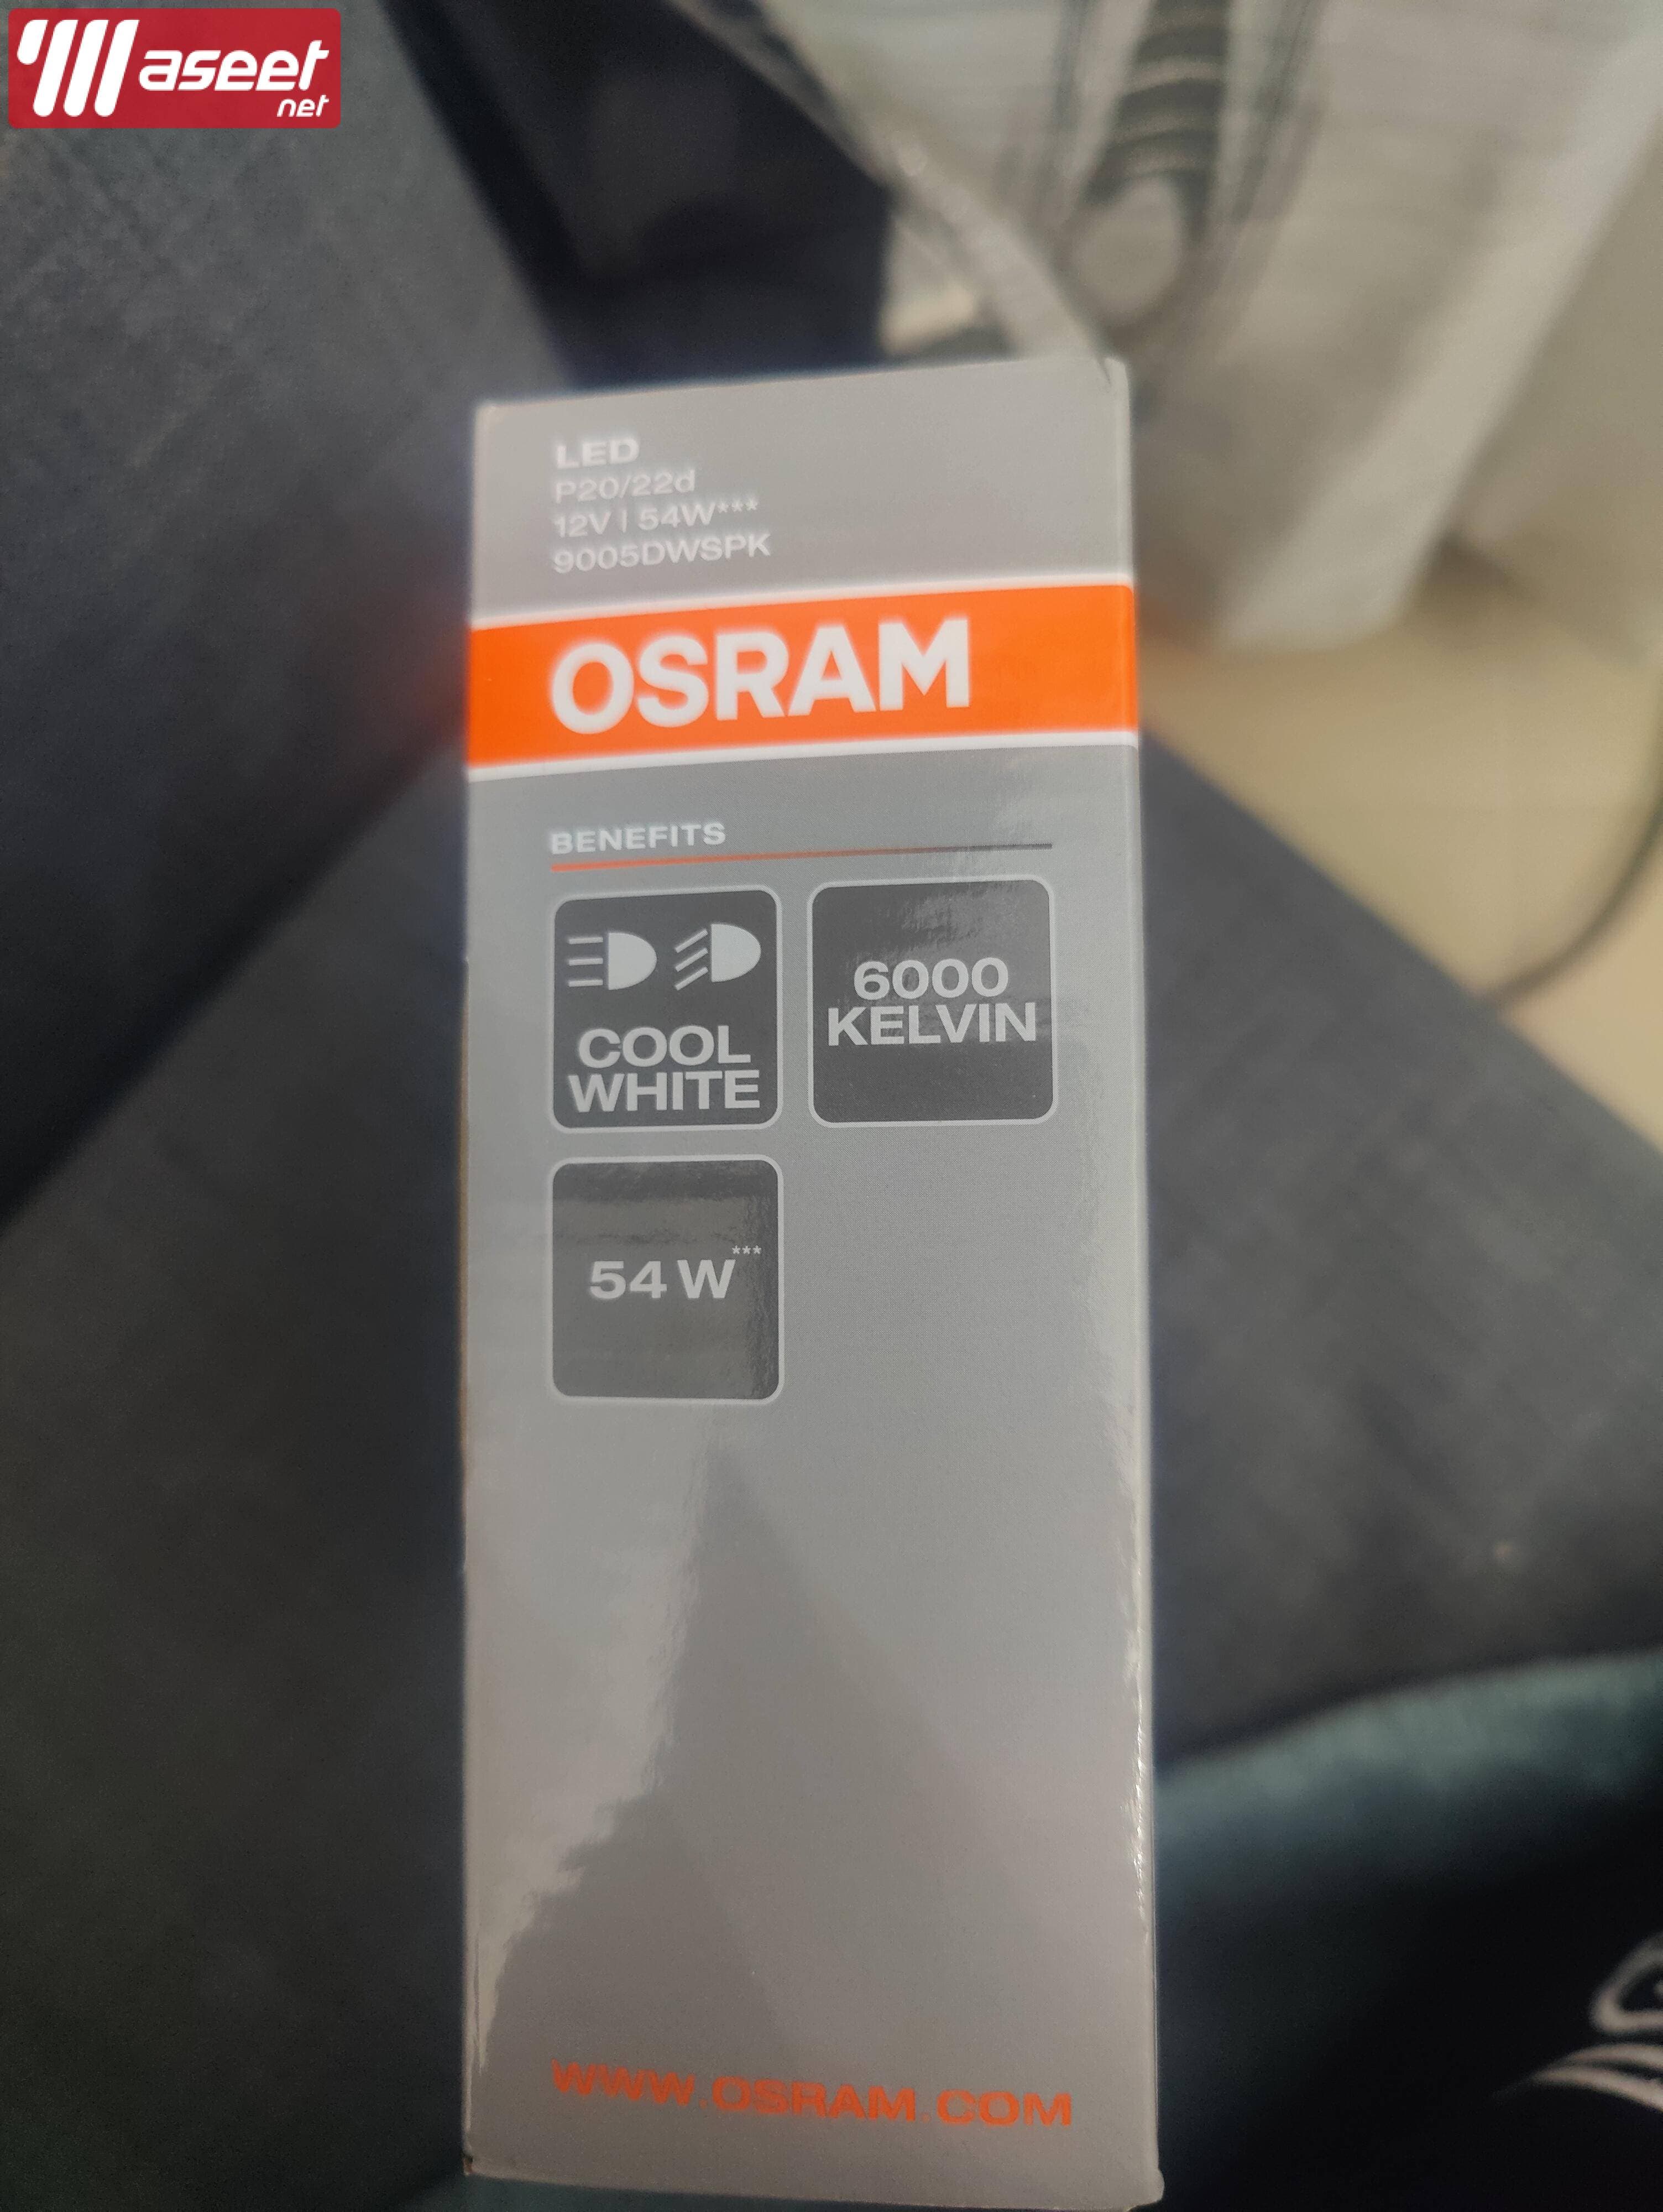 Waseet
net
LED
P20/22d
12V | 54W***
9005DWSPK
OSRAM
BENEFITS
COOL
WHITE
6000
KELVIN
54 W***
WWW.OSRAM.COM